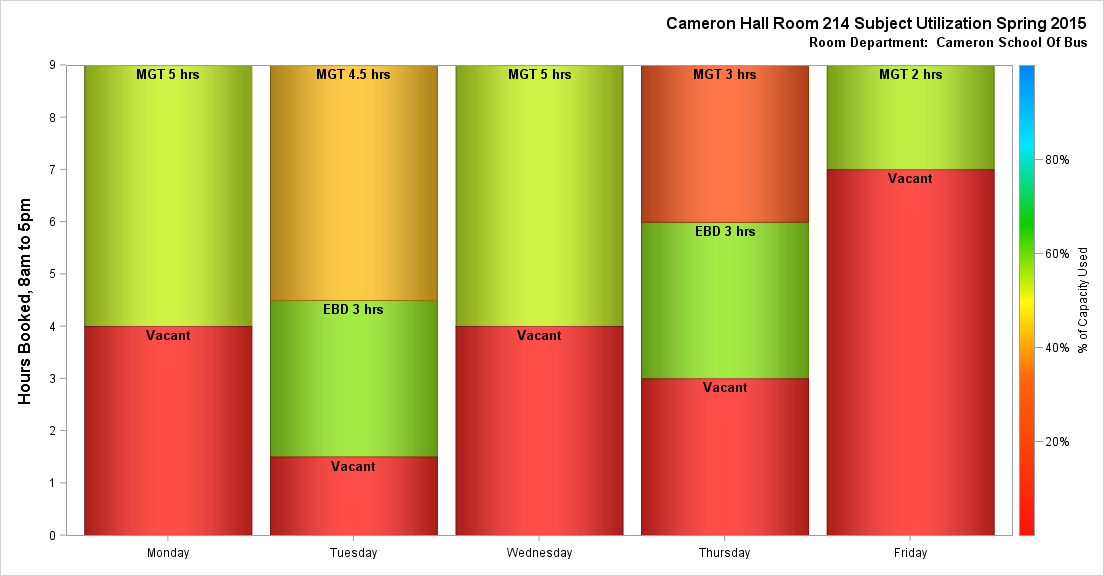 Cameron Hall Room 214 Subject Utilization Spring 2015
Room Department:  Cameron School Of Bus
Hours Booked, 8am to 5pm
9
8
7
6
5
4
3
2
1
0
MGT 5 hrs
Vacant
MGT 4.5 hrs
EBD 3 hrs
Vacant
MGT 5 hrs
Vacant
MGT 3 hrs
EBD 3 hrs
Vacant
MGT 2 hrs
Vacant
Monday
Tuesday
Wednesday
Thursday
Friday
80%
60%
40%
20%
% of Capacity Used